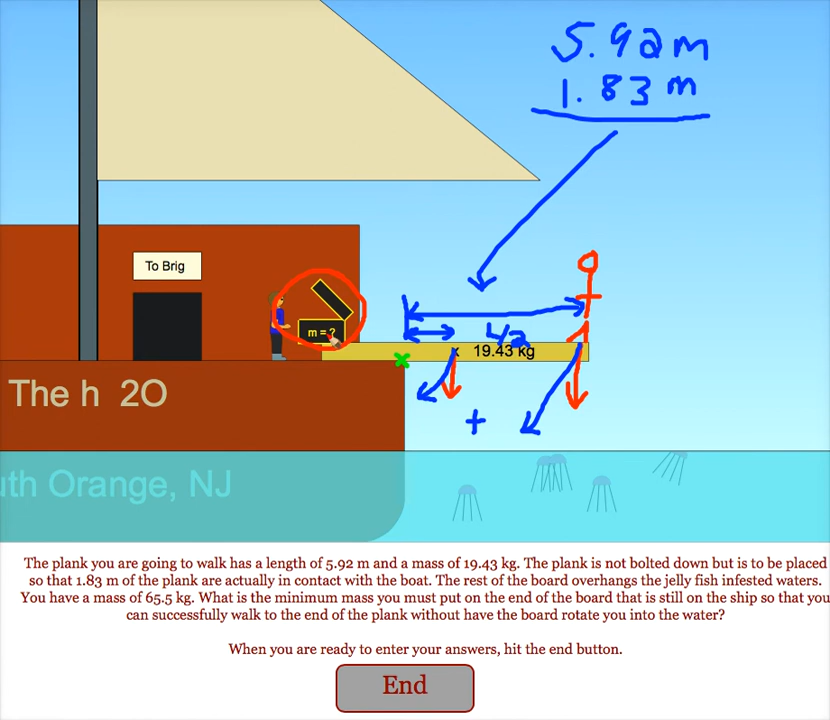 5.92m
1.83m
To Brig
m = ?
1/2
x 19.43 kg
The h 2O
+
uth Orange, NJ
The plank you are going to walk has a length of 5.92 m and a mass of 19.43 kg. The plank is not bolted down but is to be placed
so that 1.83 m of the plank are actually in contact with the boat. The rest of the board overhangs the jelly fish infested waters.
You have a mass of 65.5 kg. What is the minimum mass you must put on the end of the board that is still on the ship so that you
can successfully walk to the end of the plank without have the board rotate you into the water?
When you are ready to enter your answers, hit the end button.
End